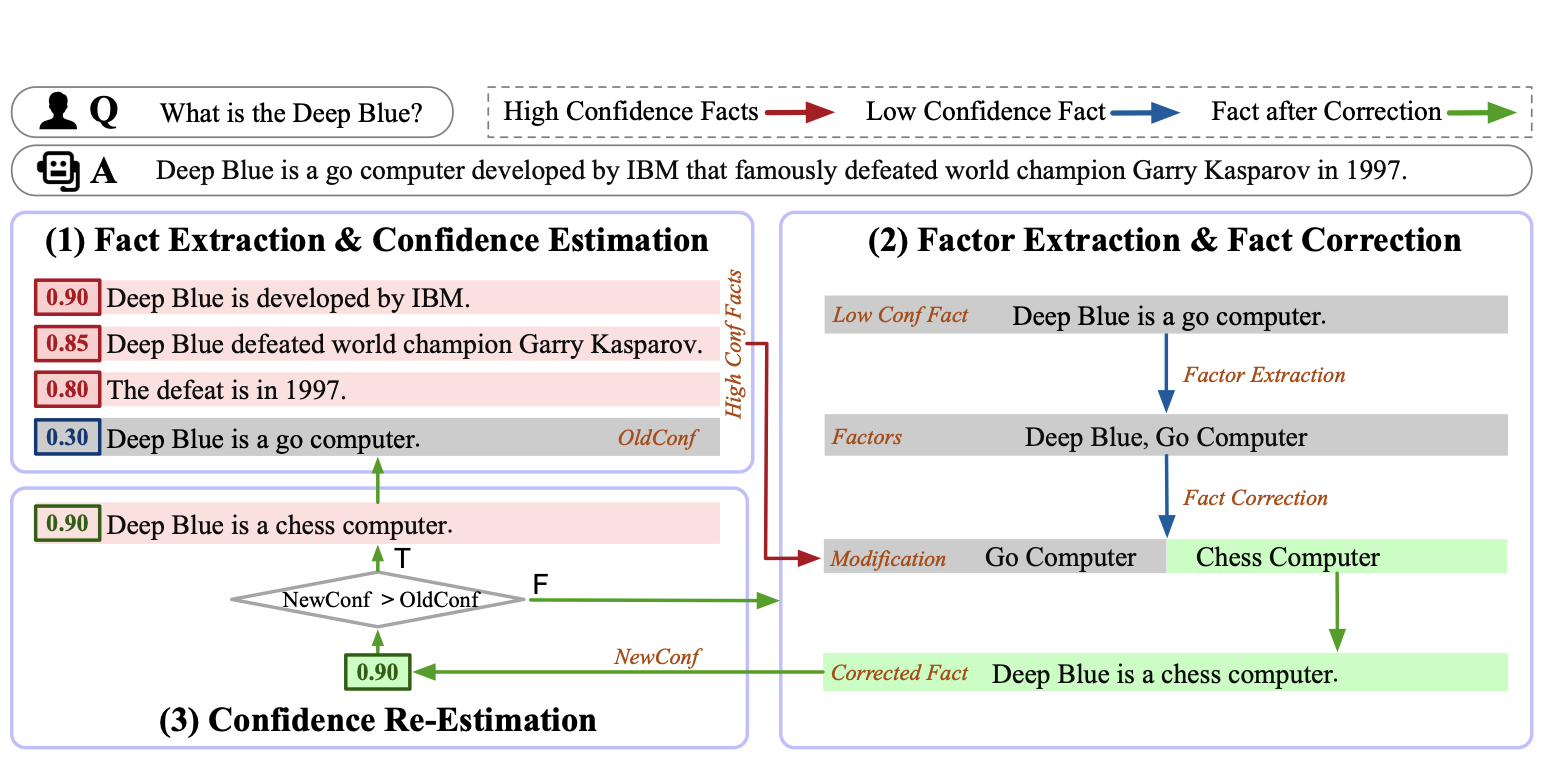 Q What is the Deep Blue?
High Confidence Facts Low Confidence Fact Fact after Correction
A Deep Blue is a go computer developed by IBM that famously defeated world champion Garry Kasparov in 1997.
(1) Fact Extraction & Confidence Estimation
0.90 Deep Blue is developed by IBM.
0.85 Deep Blue defeated world champion Garry Kasparov.
0.80 The defeat is in 1997.
0.30 Deep Blue is a go computer. OldConf
High Conf Facts
(2) Factor Extraction & Fact Correction
Low Conf Fact Deep Blue is a go computer.
Factor Extraction
Factors Deep Blue, Go Computer
Fact Correction
Modification Go Computer Chess Computer
Corrected Fact Deep Blue is a chess computer.
0.90 Deep Blue is a chess computer.
T
NewConf > OldConf
F
NewConf
0.90
(3) Confidence Re-Estimation